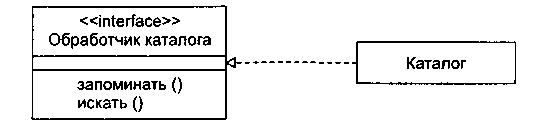 <<interface>>
Обработчик каталога
запоминать ()
искать ()
Каталог